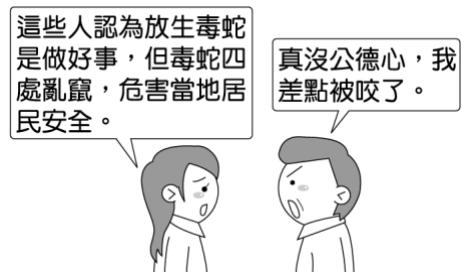 這些人認為放生毒蛇
是做好事，但毒蛇四
處亂竄，危害當地居
民安全。
真沒公德心，我
差點被咬了。